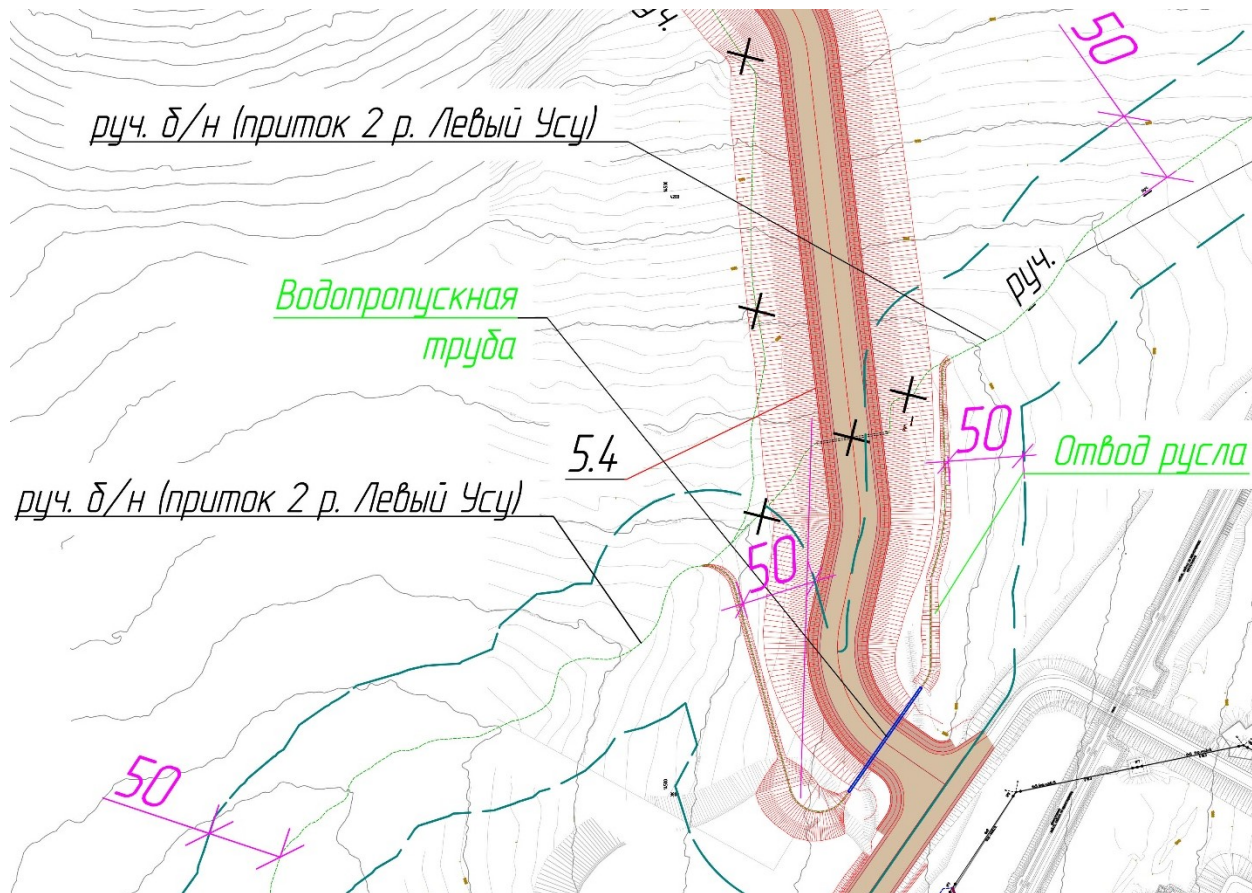 уч.
50
руч. б/н (приток 2 р. Левый Усу)
руч.
Водопропускная
труба
5.4
50
Отвод русла
руч. б/н (приток 2 р. Левый Усу)
50
50